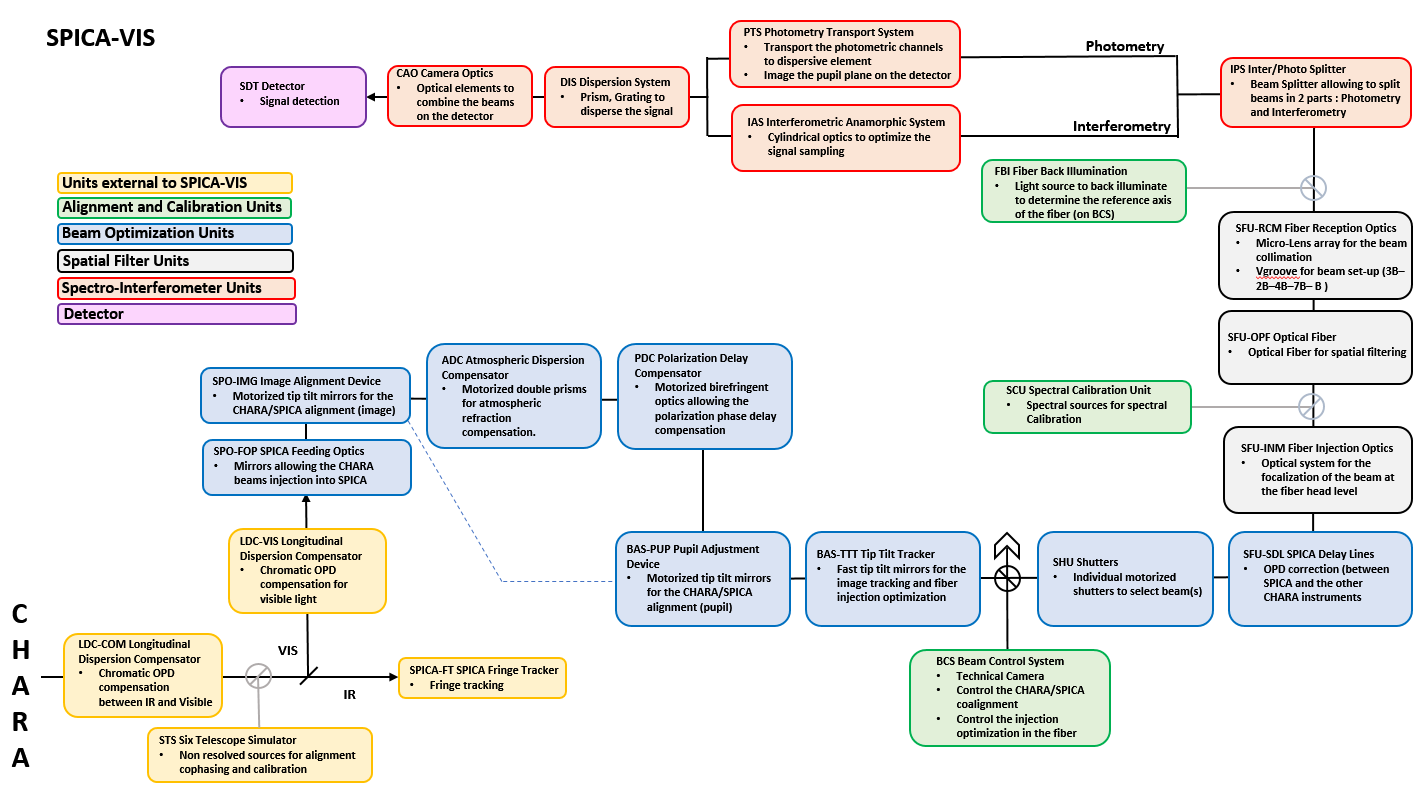 SPICA-VIS
SDT Detector
• Signal detection
CAO Camera Optics
• Optical elements to
combine the beams
on the detector
DIS Dispersion System
• Prism, Grating to
disperse the signal
PTS Photometry Transport System
• Transport the photometric channels
to dispersive element
• Image the pupil plane on the detector
IAS Interferometric Anamorphic System
• Cylindrical optics to optimize the
signal sampling
Photometry
Interferometry
IPS Inter/Photo Splitter
• Beam Splitter allowing to split
beams in 2 parts : Photometry
and Interferometry
Units external to SPICA-VIS
Alignment and Calibration Units
Beam Optimization Units
Spatial Filter Units
Spectro-Interferometer Units
Detector
FBI Fiber Back Illumination
• Light source to back illuminate
to determine the reference axis
of the fiber (on BCS)
SFU-RCM Fiber Reception Optics
• Micro-Lens array for the beam
collimation
• Vgroove for beam set-up (3B–
2B–4B–7B– B )
SFU-OPF Optical Fiber
• Optical Fiber for spatial filtering
SCU Spectral Calibration Unit
• Spectral sources for spectral
Calibration
SFU-INM Fiber Injection Optics
• Optical system for the
focalization of the beam at
the fiber head level
SPO-IMG Image Alignment Device
• Motorized tip tilt mirrors for the
CHARA/SPICA alignment (image)
ADC Atmospheric Dispersion
Compensator
• Motorized double prisms
for atmospheric
refraction
compensation.
PDC Polarization Delay
Compensator
• Motorized birefringent
optics allowing the
polarization phase delay
compensation
SPO-FOP SPICA Feeding Optics
• Mirrors allowing the CHARA
beams injection into SPICA
LDC-VIS Longitudinal
Dispersion Compensator
• Chromatic OPD
compensation for
visible light
BAS-PUP Pupil Adjustment
Device
• Motorized tip tilt mirrors
for the CHARA/SPICA
alignment (pupil)
BAS-TTT Tip Tilt Tracker
• Fast tip tilt mirrors for the
image tracking and fiber
injection optimization
SHU Shutters
• Individual motorized
shutters to select beam(s)
SFU-SDL SPICA Delay Lines
• OPD correction (between
SPICA and the other
CHARA instruments
C
H
A
R
A
LDC-COM Longitudinal
Dispersion Compensator
• Chromatic OPD
compensation
between IR and Visible
VIS
IR
SPICA-FT SPICA Fringe Tracker
• Fringe tracking
BCS Beam Control System
• Technical Camera
• Control the CHARA/SPICA
coalignment
• Control the injection
optimization in the fiber
STS Six Telescope Simulator
• Non resolved sources for alignment
cophasing and calibration